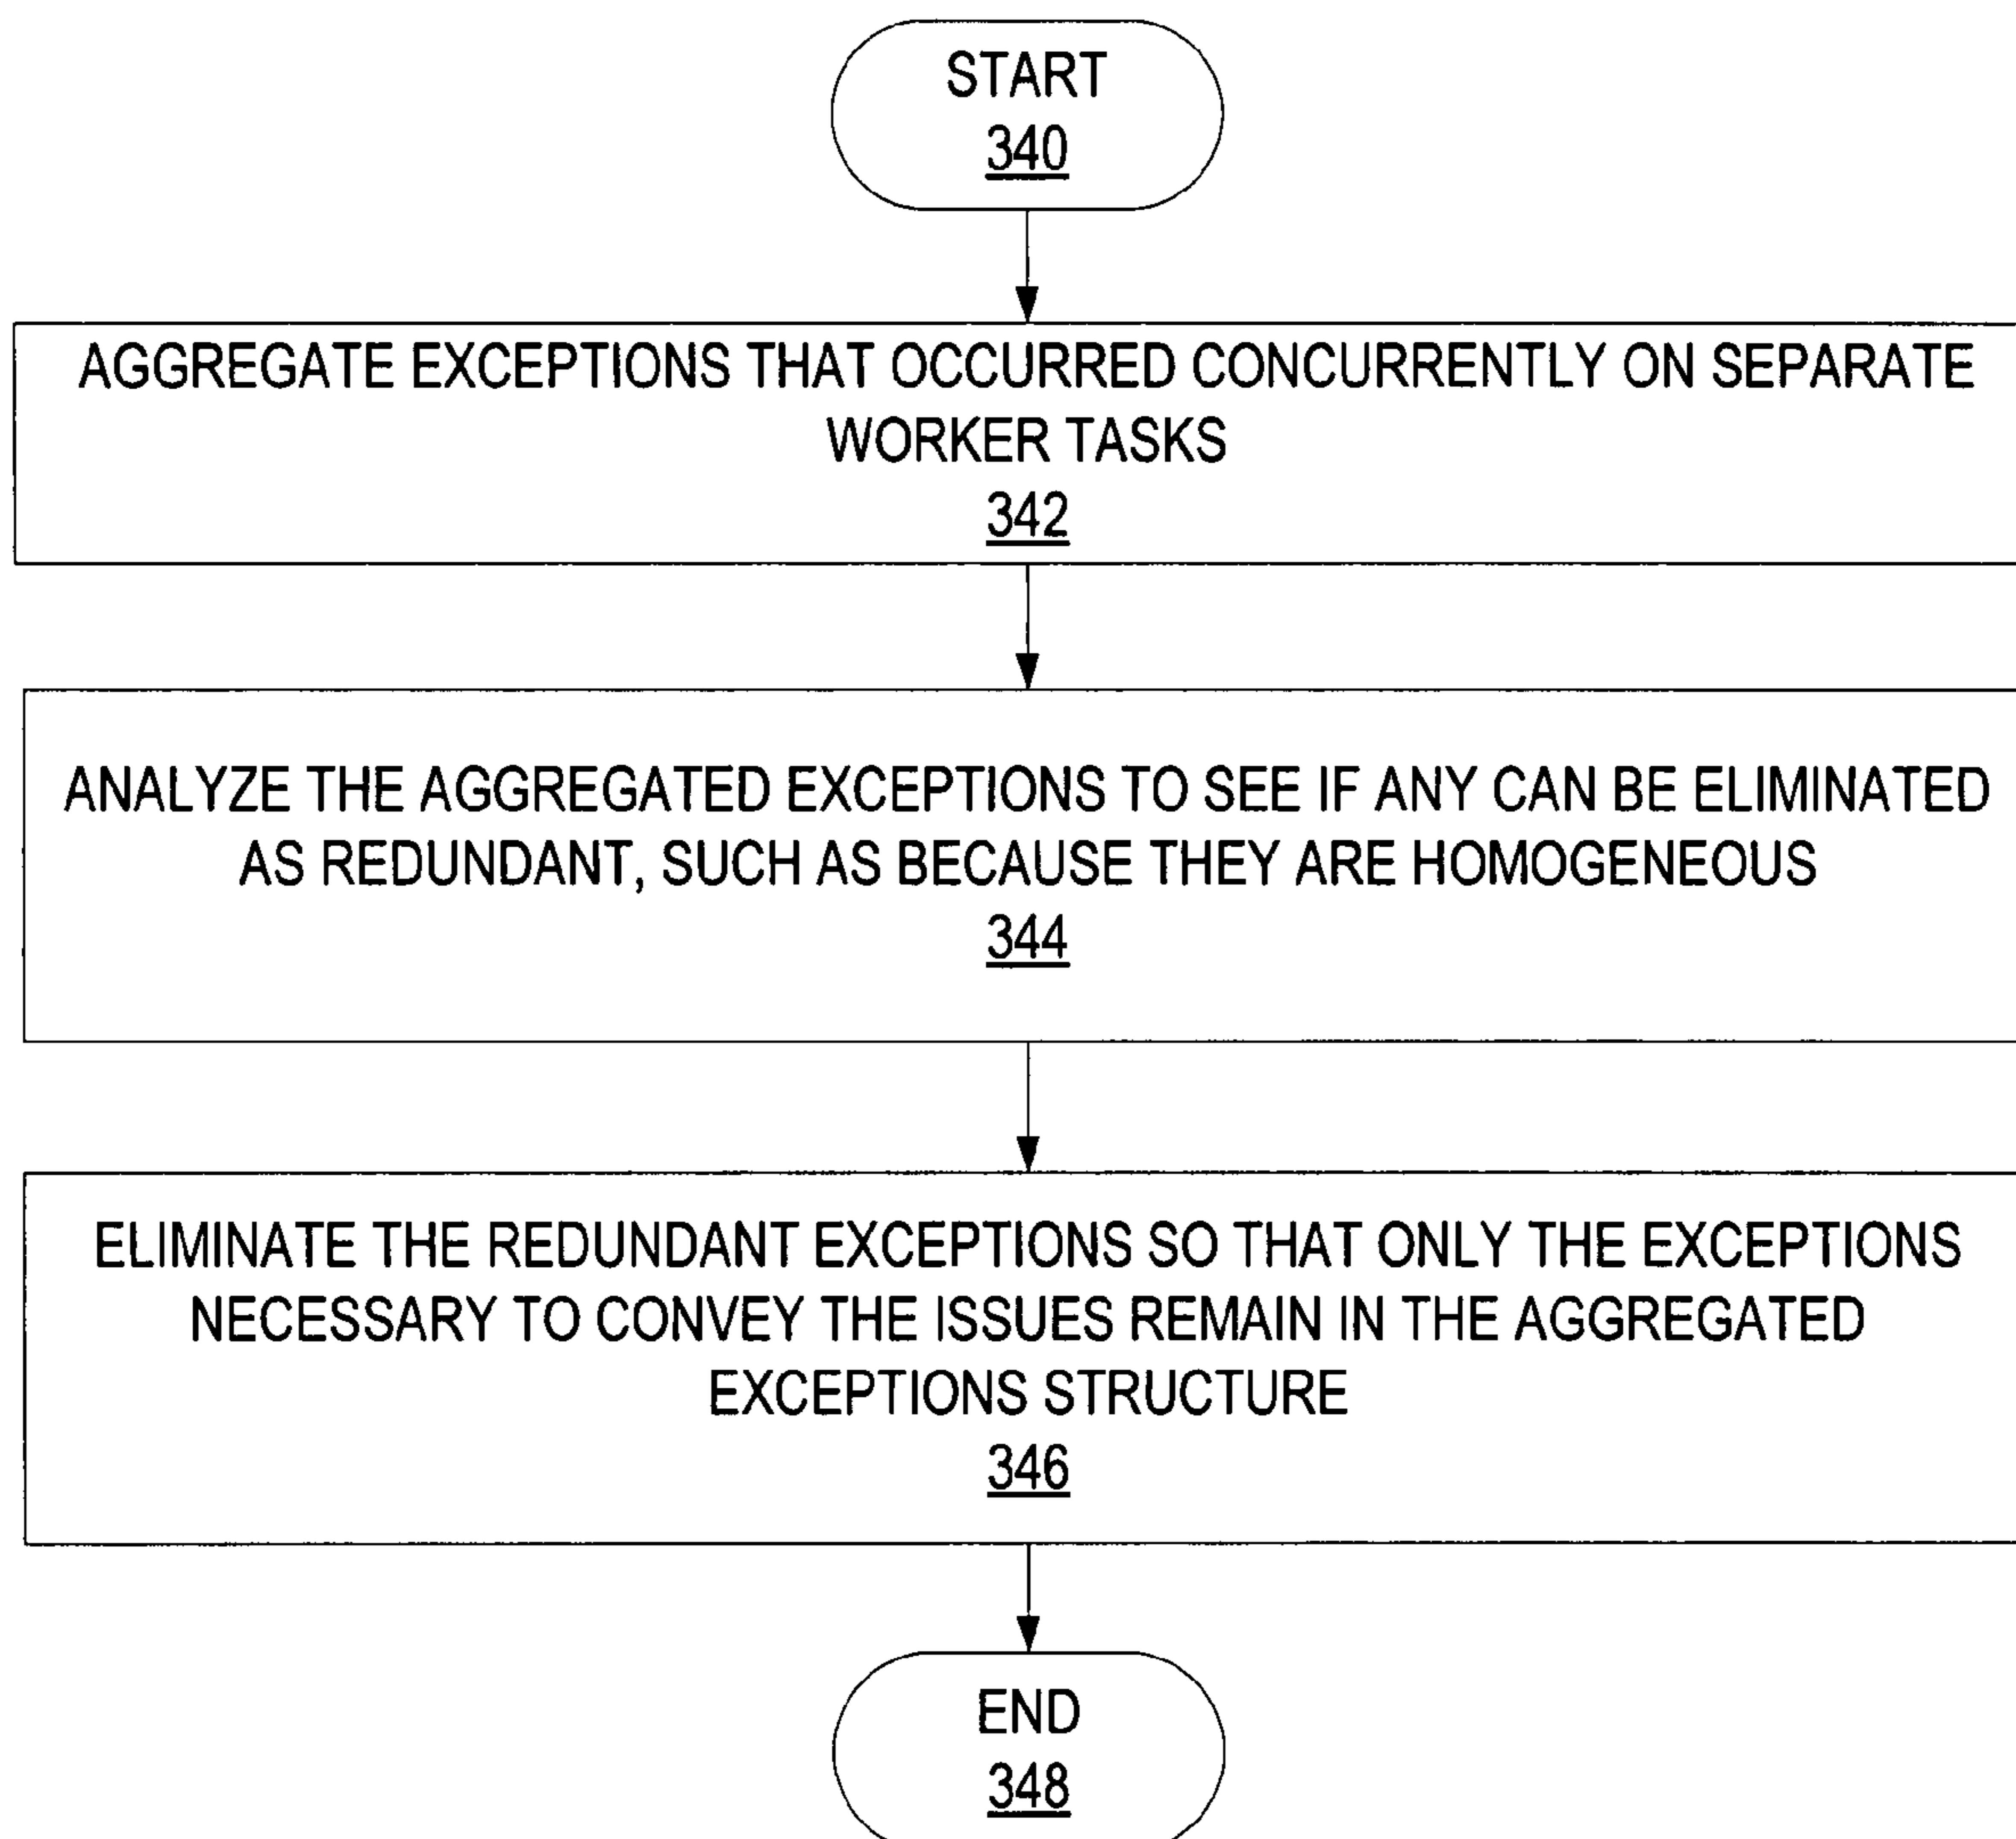 START
340
AGGREGATE EXCEPTIONS THAT OCCURRED CONCURRENTLY ON SEPARATE
WORKER TASKS
342
ANALYZE THE AGGREGATED EXCEPTIONS TO SEE IF ANY CAN BE ELIMINATED
AS REDUNDANT, SUCH AS BECAUSE THEY ARE HOMOGENEOUS
344
ELIMINATE THE REDUNDANT EXCEPTIONS SO THAT ONLY THE EXCEPTIONS
NECESSARY TO CONVEY THE ISSUES REMAIN IN THE AGGREGATED
EXCEPTIONS STRUCTURE
346
END
348